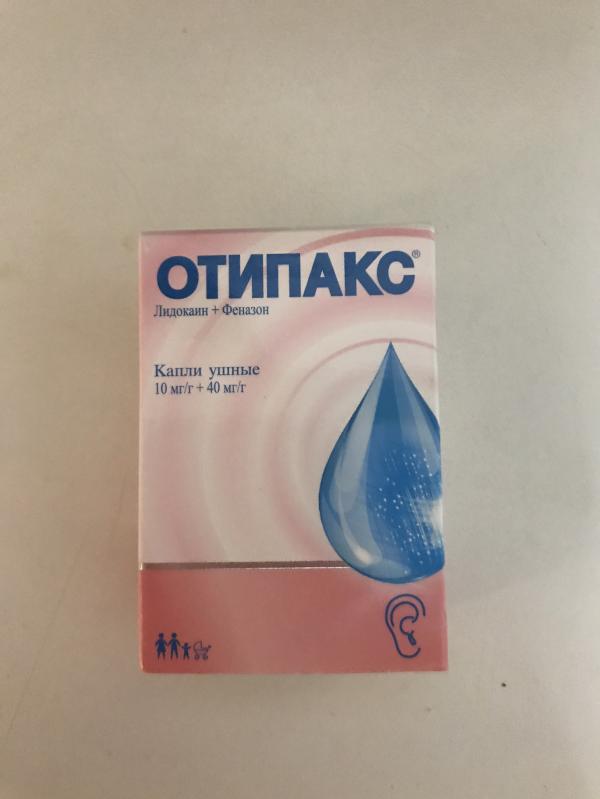 ОТИПАКС®
Лидокаин + Феназон
Капли ушные
10 мг/г + 40 мг/г